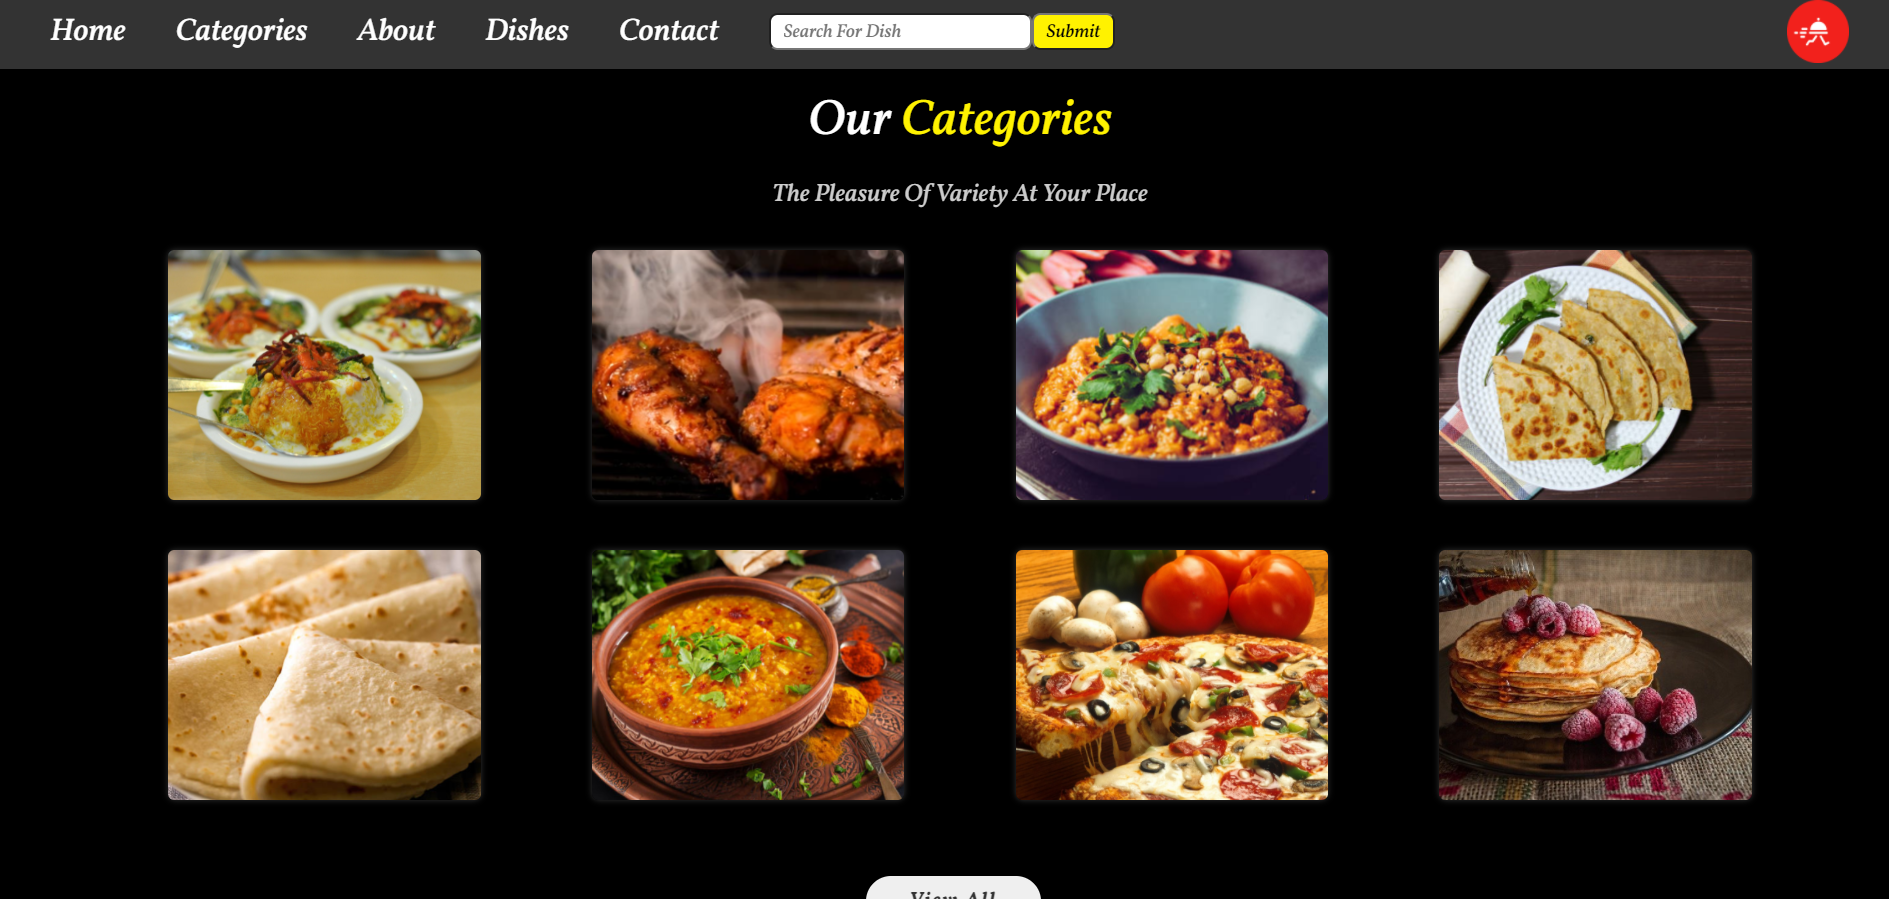 Home Categories About Dishes Contact Search For Dish Submit
Our Categories
The Pleasure Of Variety At Your Place
View All